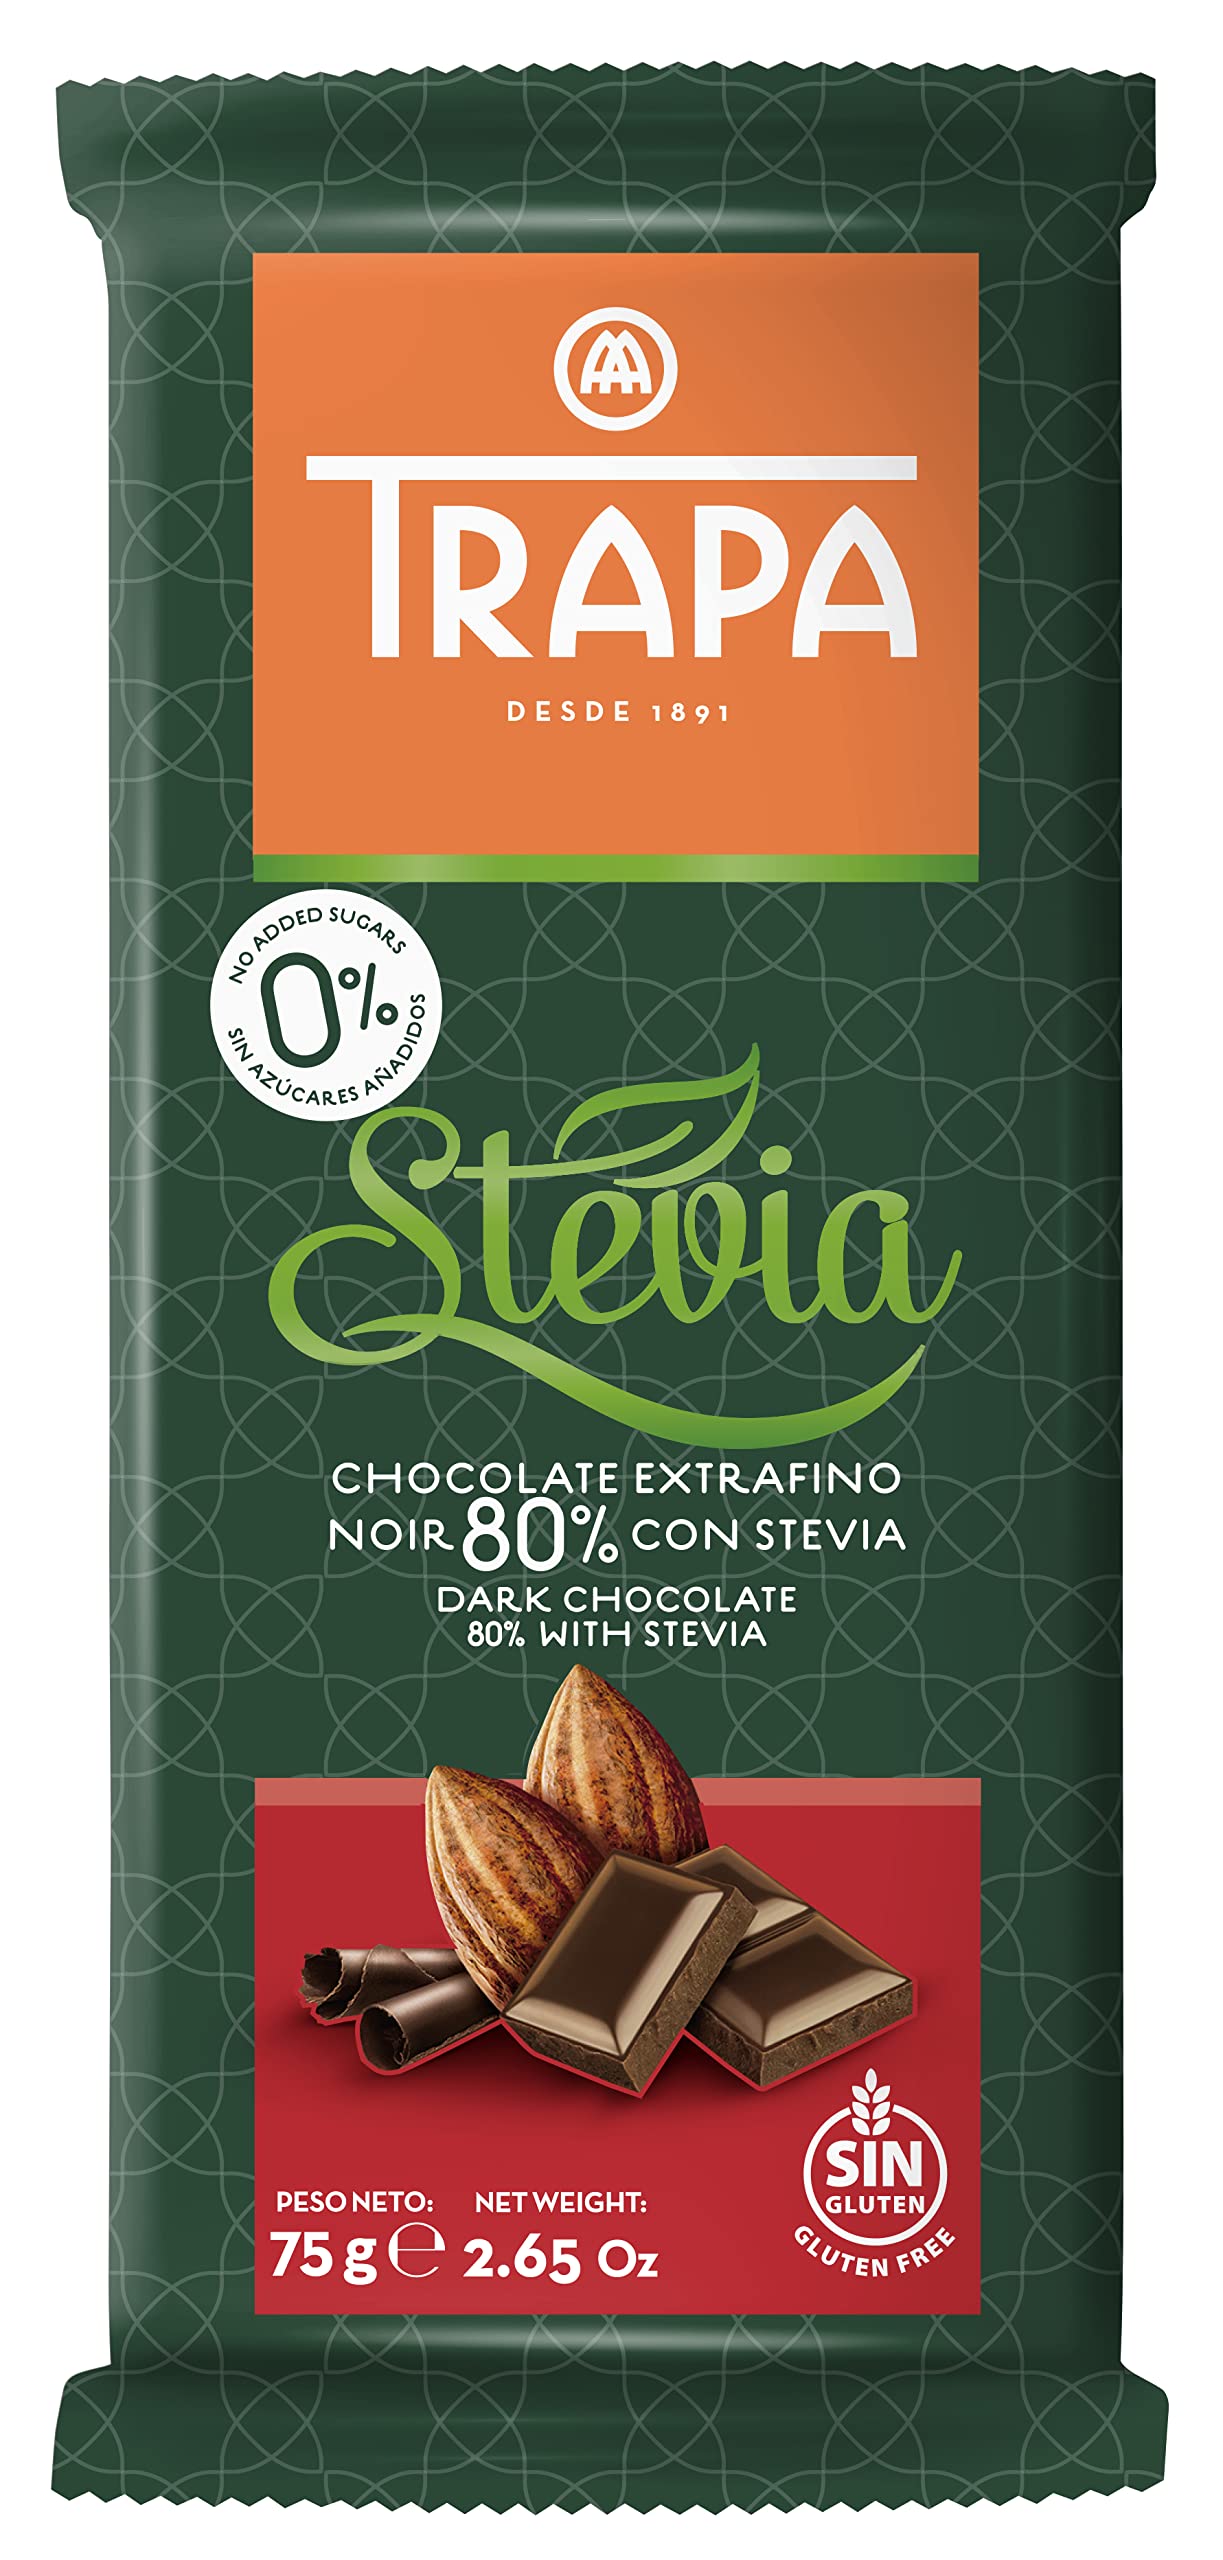 TRAPA
DESDE 1891
NO ADDED SUGARS
0%
SIN AZÚCARES AÑADIDOS
Stevia
CHOCOLATE EXTRAFINO
NOIR 80% CON STEVIA
DARK CHOCOLATE
80% WITH STEVIA
PESO NETO: NET WEIGHT:
75 g ℮ 2.65 Oz
SIN
GLUTEN
GLUTEN FREE